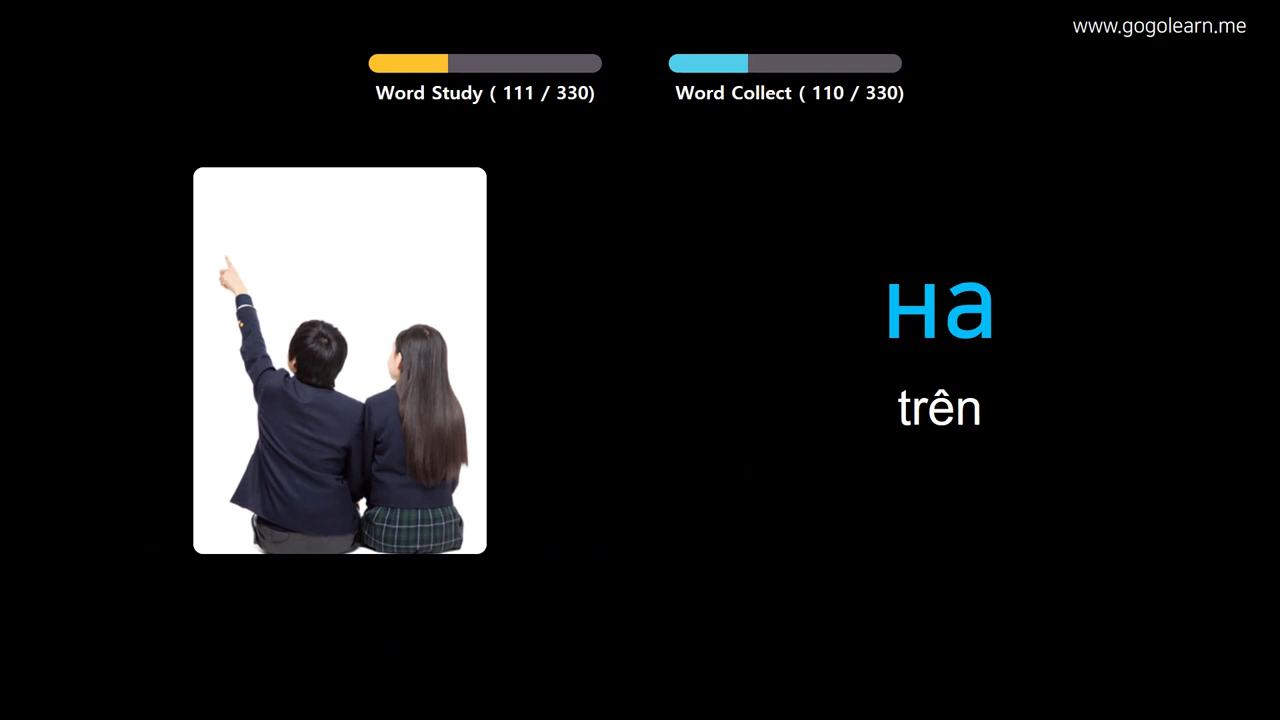 www.gogolearn.me
Word Study ( 111 / 330)
Word Collect ( 110 / 330)
на
trên